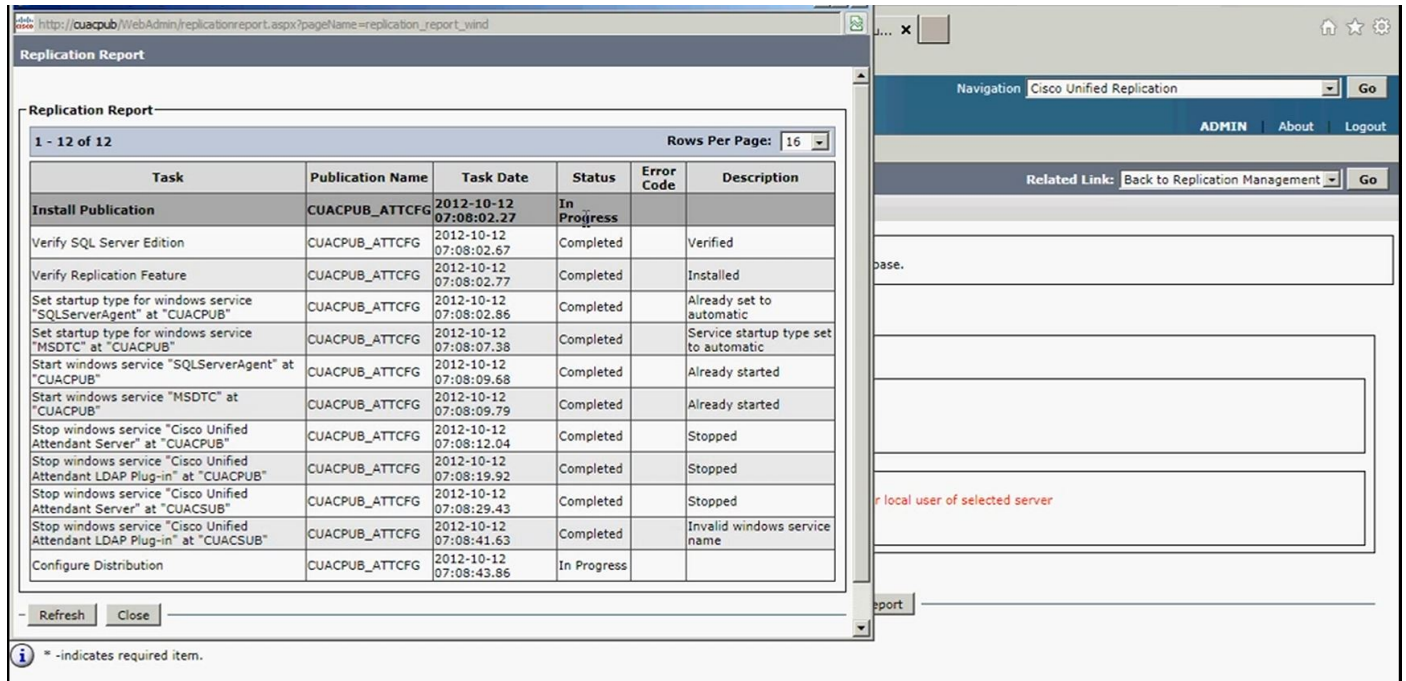 http://cuacpub/WebAdmin/replicationreport.aspx?pageName=replication_report_wind
Replication Report
Replication Report
1 - 12 of 12
Rows Per Page: 16
Task Publication Name Task Date Status Error Code Description
Install Publication CUACPUB_ATTCFG 2012-10-12 07:08:02.27 In Progress
Verify SQL Server Edition CUACPUB_ATTCFG 2012-10-12 07:08:02.67 Completed Verified
Verify Replication Feature CUACPUB_ATTCFG 2012-10-12 07:08:02.77 Completed Installed
Set startup type for windows service "SQLServerAgent" at "CUACPUB" CUACPUB_ATTCFG 2012-10-12 07:08:02.86 Completed Already set to automatic
Set startup type for windows service "MSDTC" at "CUACPUB" CUACPUB_ATTCFG 2012-10-12 07:08:07.38 Completed Service startup type set to automatic
Start windows service "SQLServerAgent" at "CUACPUB" CUACPUB_ATTCFG 2012-10-12 07:08:09.68 Completed Already started
Start windows service "MSDTC" at "CUACPUB" CUACPUB_ATTCFG 2012-10-12 07:08:09.79 Completed Already started
Stop windows service "Cisco Unified Attendant Server" at "CUACPUB" CUACPUB_ATTCFG 2012-10-12 07:08:12.04 Completed Stopped
Stop windows service "Cisco Unified Attendant LDAP Plug-in" at "CUACPUB" CUACPUB_ATTCFG 2012-10-12 07:08:19.92 Completed Stopped
Stop windows service "Cisco Unified Attendant Server" at "CUACSUB" CUACPUB_ATTCFG 2012-10-12 07:08:29.43 Completed Stopped
Stop windows service "Cisco Unified Attendant LDAP Plug-in" at "CUACSUB" CUACPUB_ATTCFG 2012-10-12 07:08:41.63 Completed Invalid windows service name
Configure Distribution CUACPUB_ATTCFG 2012-10-12 07:08:43.86 In Progress
Refresh Close
* -indicates required item.
u...
Navigation Cisco Unified Replication Go
ADMIN About Logout
Related Link: Back to Replication Management Go
base.
r local user of selected server
eport